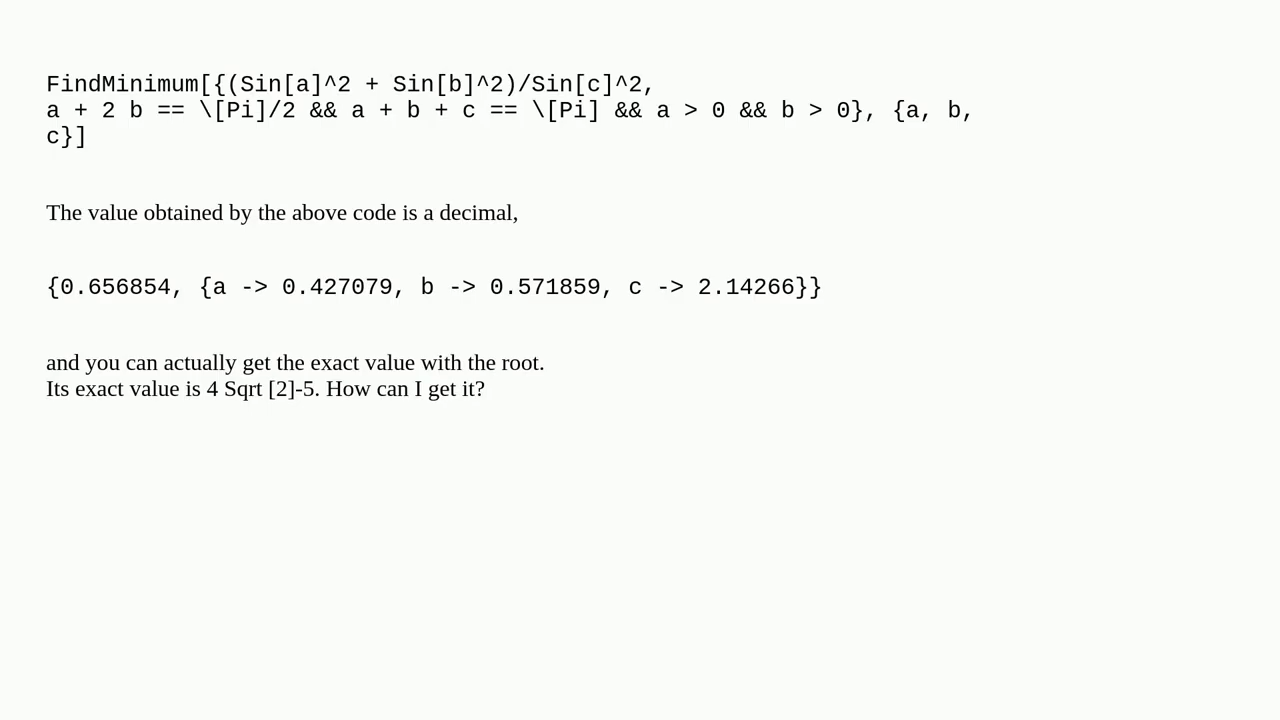 FindMinimum[{(Sin[a]^2 + Sin[b]^2)/Sin[c]^2,
a + 2 b == \[Pi]/2 && a + b + c == \[Pi] && a > 0 && b > 0}, {a, b,
c}]
The value obtained by the above code is a decimal,
{0.656854, {a -> 0.427079, b -> 0.571859, c -> 2.14266}}
and you can actually get the exact value with the root.
Its exact value is 4 Sqrt [2]-5. How can I get it?